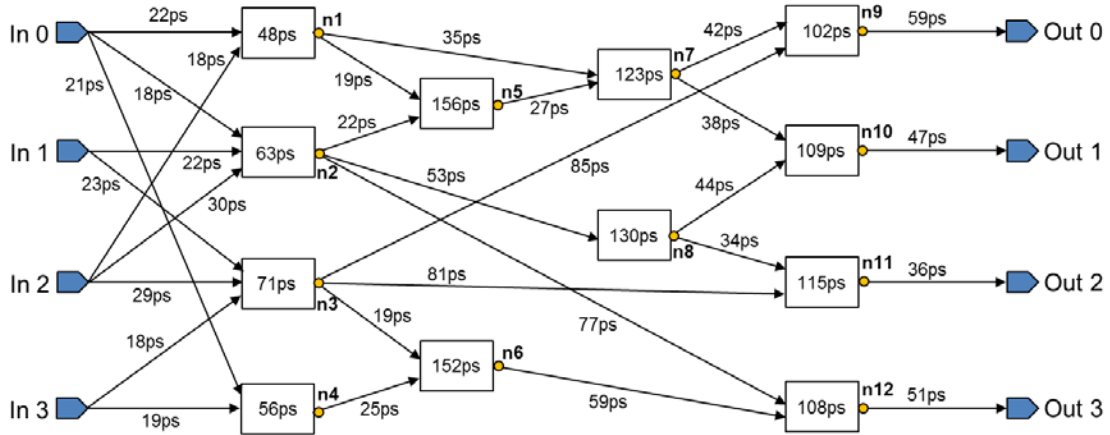 In 0
22ps
48ps
n1
35ps
n7
42ps
102ps
n9
59ps
Out 0
18ps
21ps
18ps
19ps
156ps
n5
27ps
123ps
38ps
In 1
22ps
23ps
63ps
n2
22ps
53ps
85ps
109ps
n10
47ps
Out 1
30ps
44ps
130ps
n8
34ps
In 2
29ps
71ps
n3
81ps
115ps
n11
36ps
Out 2
18ps
19ps
77ps
152ps
n6
In 3
19ps
56ps
n4
25ps
59ps
108ps
n12
51ps
Out 3